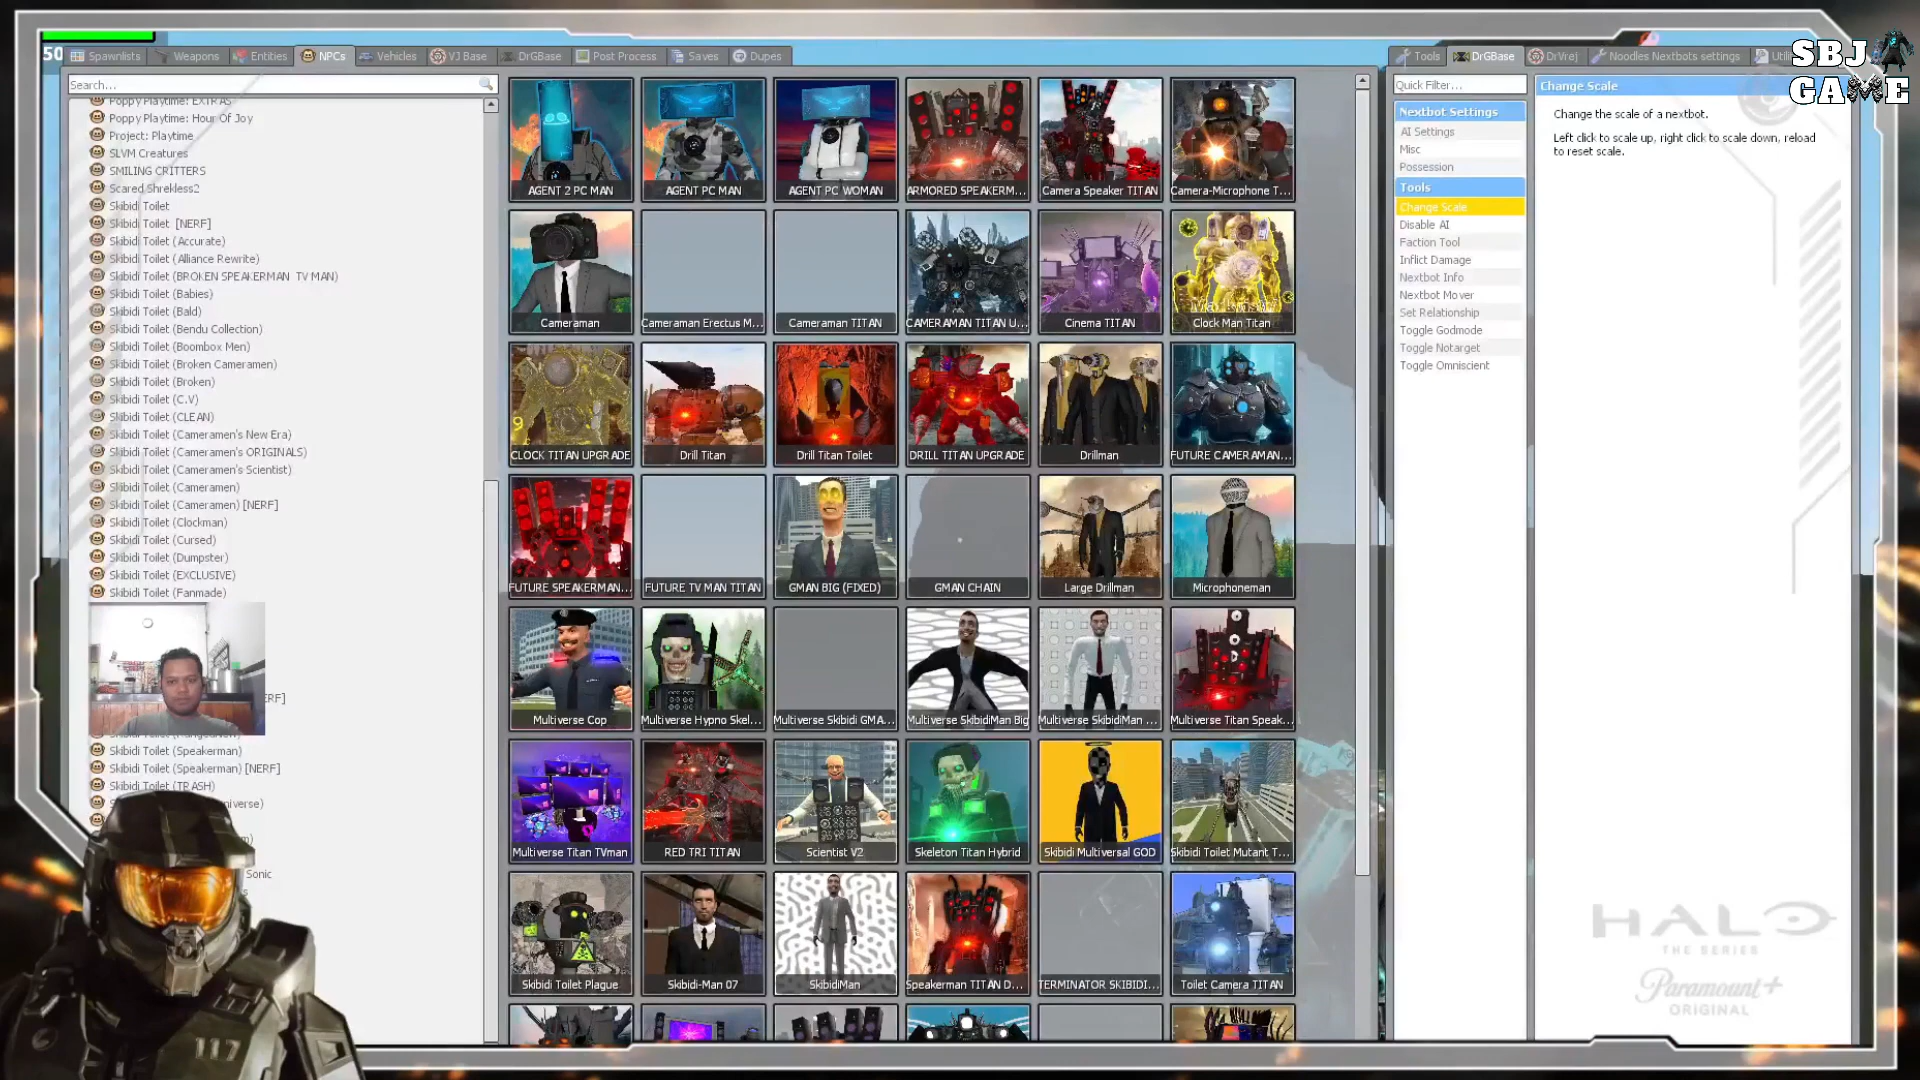 50
Spawnlists
Weapons
Entities
NPCs
Vehicles
VJ Base
DrGBase
Post Process
Saves
Dupes
Tools
DrGBase
DrVrej
Noodles Nextbots settings
SBJ
GAME
Search...
Poppy Playtime: EXTRAS
Poppy Playtime: Hour Of Joy
Project: Playtime
SLVM Creatures
SMILING CRITTERS
Scared Shrekless2
Skibidi Toilet
Skibidi Toilet [NERF]
Skibidi Toilet (Accurate)
Skibidi Toilet (Alliance Rewrite)
Skibidi Toilet (BROKEN SPEAKERMAN TV MAN)
Skibidi Toilet (Babies)
Skibidi Toilet (Bald)
Skibidi Toilet (Bendu Collection)
Skibidi Toilet (Boombox Men)
Skibidi Toilet (Broken Cameramen)
Skibidi Toilet (Broken)
Skibidi Toilet (C.V)
Skibidi Toilet (CLEAN)
Skibidi Toilet (Cameramen's New Era)
Skibidi Toilet (Cameramen's ORIGINALS)
Skibidi Toilet (Cameramen's Scientist)
Skibidi Toilet (Cameramen)
Skibidi Toilet (Cameramen) [NERF]
Skibidi Toilet (Clockman)
Skibidi Toilet (Cursed)
Skibidi Toilet (Dumpster)
Skibidi Toilet (EXCLUSIVE)
Skibidi Toilet (Fanmade)
ERF]
Skibidi Toilet (Speakerman)
Skibidi Toilet (Speakerman) [NERF]
Skibidi Toilet (TRASH)
niverse)
Sonic
117
AGENT 2 PC MAN
AGENT PC MAN
AGENT PC WOMAN
ARMORED SPEAKERM...
Camera Speaker TITAN
Camera-Microphone T...
Cameraman
Cameraman Erectus M...
Cameraman TITAN
CAMERAMAN TITAN U...
Cinema TITAN
Clock Man Titan
CLOCK TITAN UPGRADE
Drill Titan
Drill Titan Toilet
DRILL TITAN UPGRADE
Drillman
FUTURE CAMERAMAN...
FUTURE SPEAKERMAN...
FUTURE TV MAN TITAN
GMAN BIG (FIXED)
GMAN CHAIN
Large Drillman
Microphoneman
Multiverse Cop
Multiverse Hypno Skel...
Multiverse Skibidi GMA...
Multiverse SkibidiMan Big
Multiverse SkibidiMan ...
Multiverse Titan Speak...
Multiverse Titan TVman
RED TRI TITAN
Scientist V2
Skeleton Titan Hybrid
Skibidi Multiversal GOD
Skibidi Toilet Mutant T...
Skibidi Toilet Plague
Skibidi-Man 07
SkibidiMan
Speakerman TITAN D...
TERMINATOR SKIBIDI...
Toilet Camera TITAN
Quick Filter...
Nextbot Settings
AI Settings
Misc
Possession
Tools
Change Scale
Disable AI
Faction Tool
Inflict Damage
Nextbot Info
Nextbot Mover
Set Relationship
Toggle Godmode
Toggle Notarget
Toggle Omniscient
Change Scale
Change the scale of a nextbot.
Left click to scale up, right click to scale down, reload
to reset scale.
HALO
THE SERIES
Paramount+
ORIGINAL